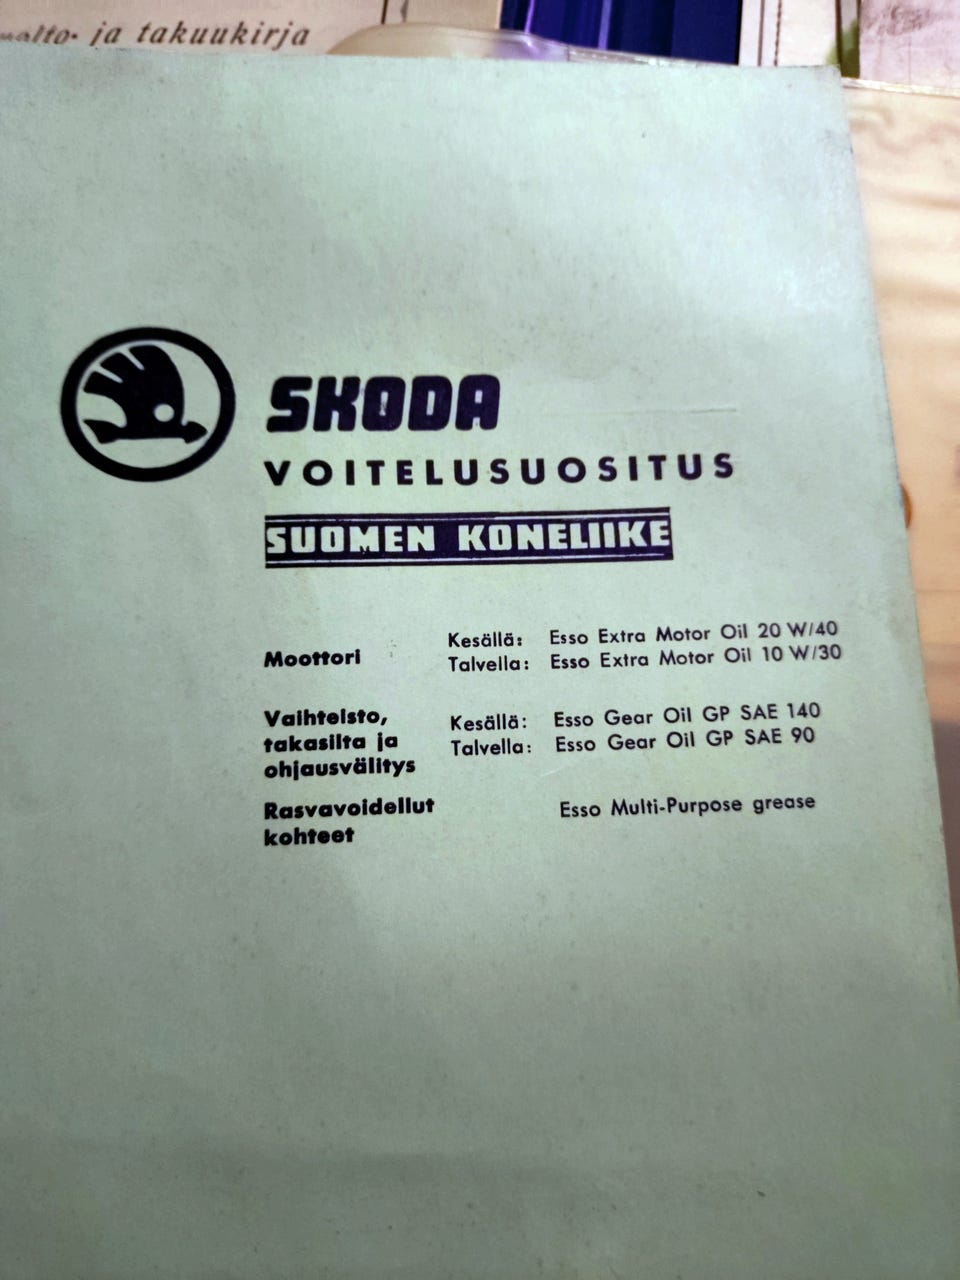 ja takuukirja
SKODA
VOITELUSUOSITUS
SUOMEN KONELIIKE
Moottori
Kesällä: Esso Extra Motor Oil 20 W/40
Talvella: Esso Extra Motor Oil 10 W/30
Vaihteisto,
takasilta ja
ohjausvälitys
Kesällä: Esso Gear Oil GP SAE 140
Talvella: Esso Gear Oil GP SAE 90
Rasvavoidellut
kohteet
Esso Multi-Purpose grease